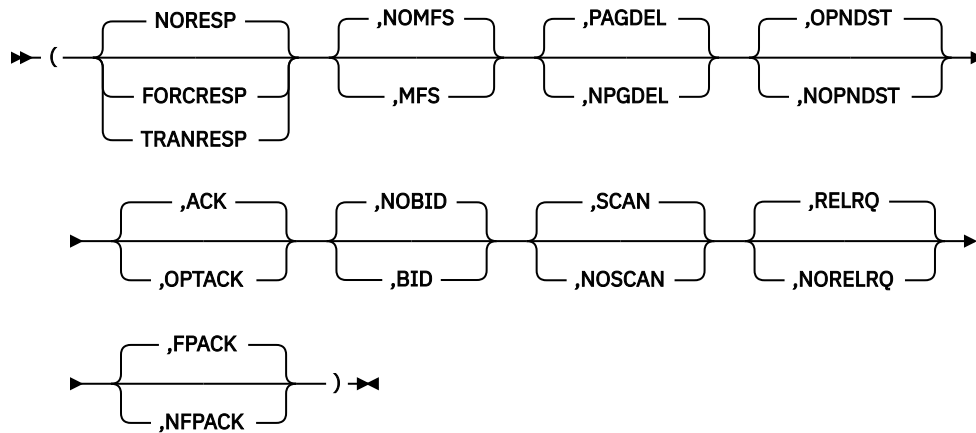 NORESP ,NOMFS ,PAGDEL ,OPNDST
(
FORCRESP ,MFS ,NPGDEL ,NOPNDST
TRANRESP
,ACK ,NOBID ,SCAN ,RELRQ
,OPTACK ,BID ,NOSCAN ,NORELRQ
,FPACK
)
,NFPACK